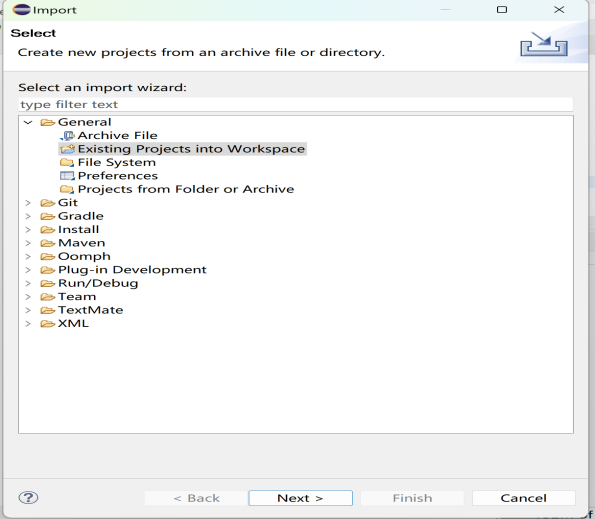 Import
Select
Create new projects from an archive file or directory.
Select an import wizard:
type filter text
General
Archive File
Existing Projects into Workspace
File System
Preferences
Projects from Folder or Archive
Git
Gradle
Install
Maven
Oomph
Plug-in Development
Run/Debug
Team
TextMate
XML
? < Back Next > Finish Cancel